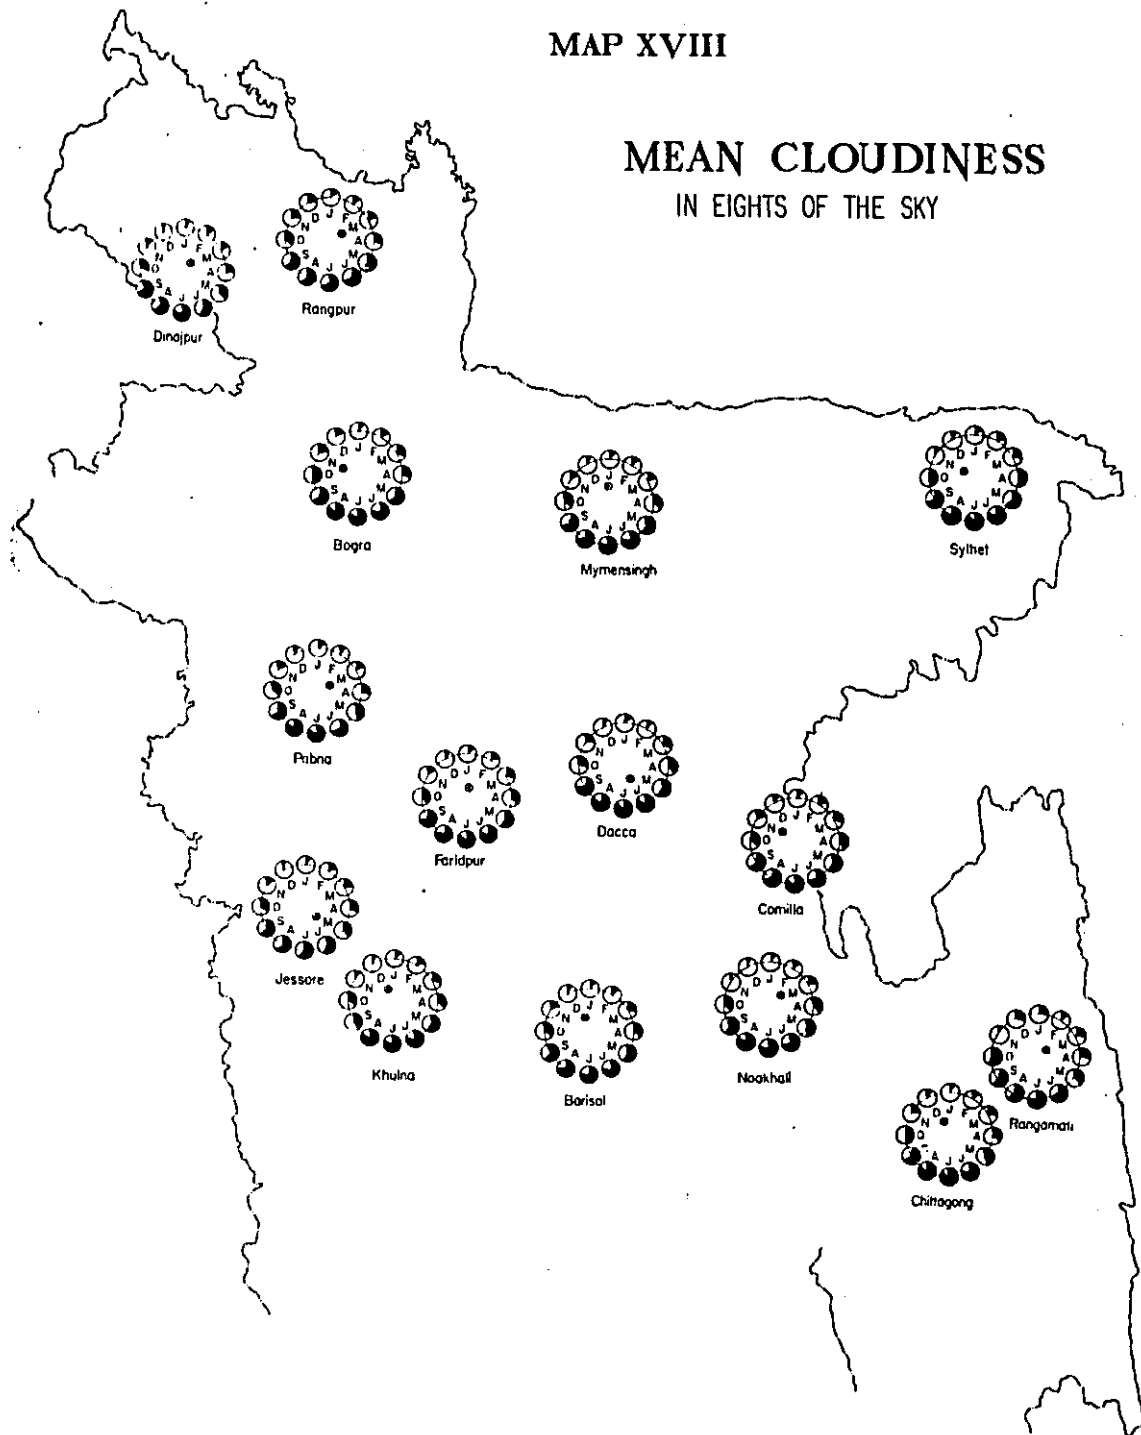 MAP XVIII
MEAN CLOUDINESS
IN EIGHTS OF THE SKY
Rangpur
Dinajpur
Bogra
Mymensingh
Sylhet
Pabna
Dacca
Faridpur
Comilla
Jessore
Khulna
Barisal
Noakhali
Rangamati
Chittagong